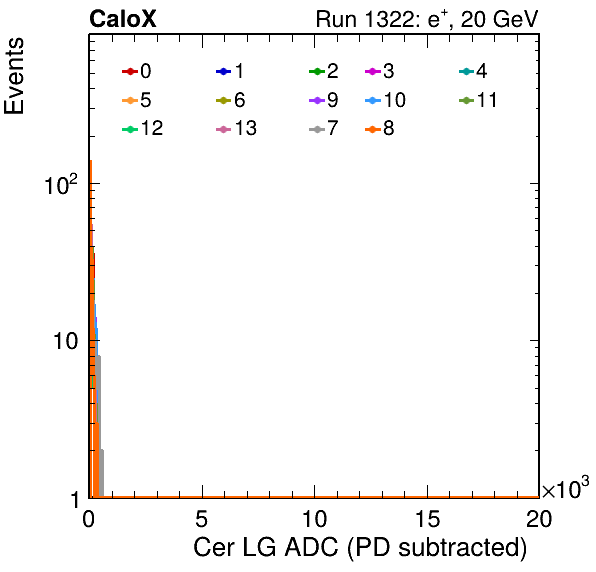 CaloX Run 1322: e⁺, 20 GeV
Events
0 1 2 3 4
5 6 9 10 11
12 13 7 8
10²
10
1
0 5 10 15 20
×10³
Cer LG ADC (PD subtracted)